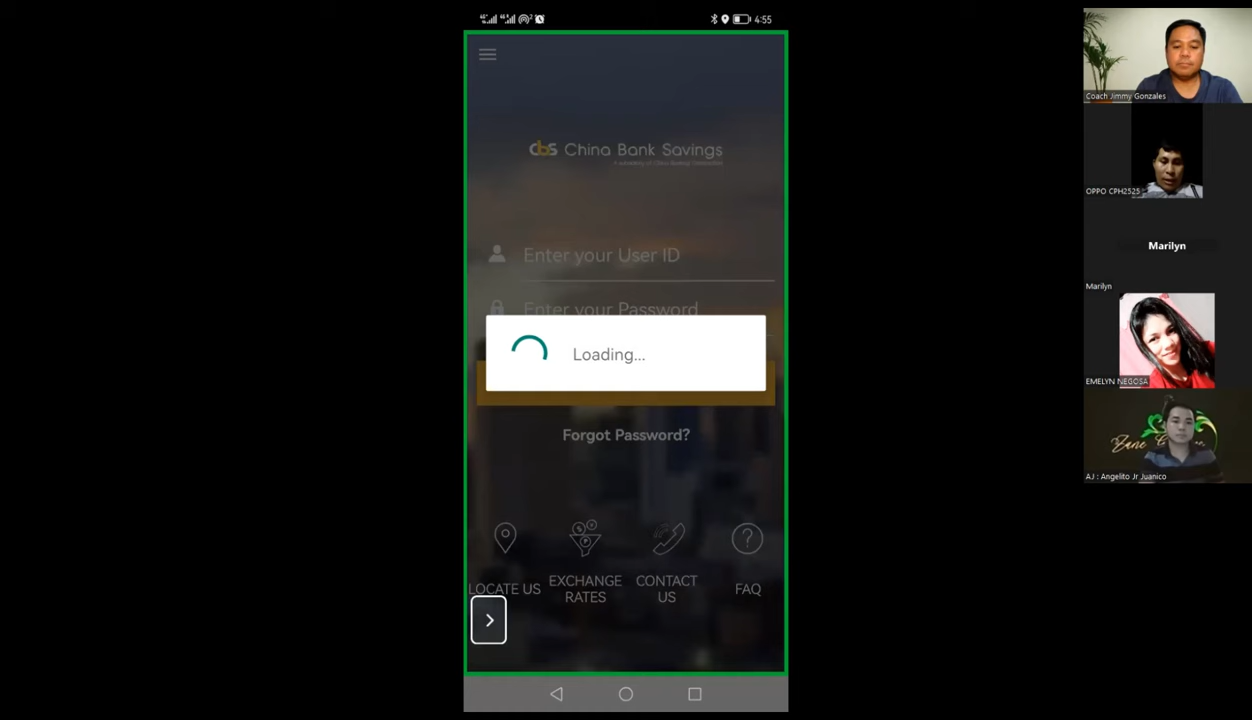 4:55
cbs China Bank Savings
Enter your User ID
Enter your Password
Loading...
Forgot Password?
LOCATE US
EXCHANGE
RATES
CONTACT
US
FAQ
Coach Jimmy Gonzales
OPPO CPH2525
Marilyn
Marilyn
EMELYN NEGOSA
AJ : Angelito Jr Juanico